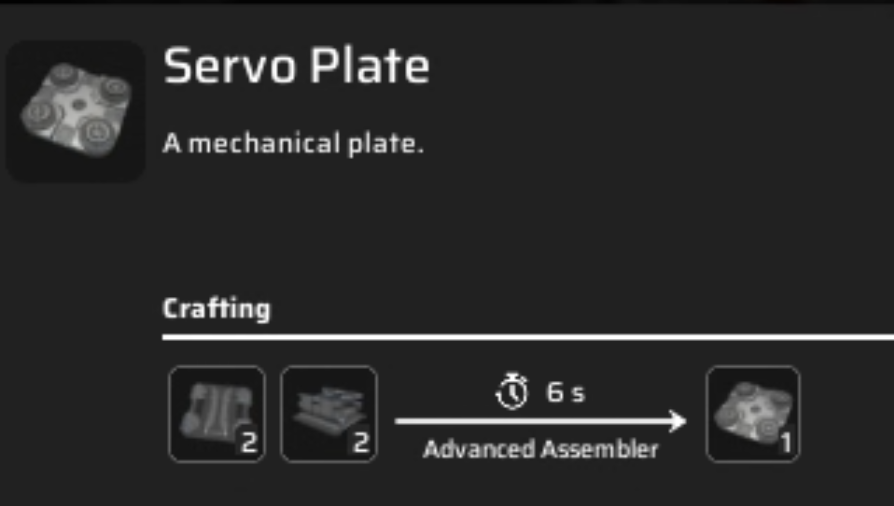 Servo Plate
A mechanical plate.
Crafting
2 2 6 s 1
Advanced Assembler